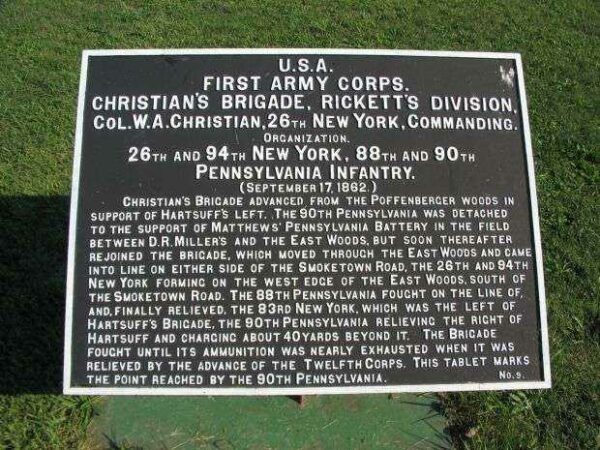 U.S.A.
FIRST ARMY CORPS.
CHRISTIAN'S BRIGADE, RICKETT'S DIVISION,
COL.W.A.CHRISTIAN, 26TH NEW YORK, COMMANDING.
ORGANIZATION.
26TH AND 94TH NEW YORK, 88TH AND 90TH
PENNSYLVANIA INFANTRY.
(SEPTEMBER 17, 1862.)
CHRISTIAN'S BRIGADE ADVANCED FROM THE POFFENBERGER WOODS IN
SUPPORT OF HARTSUFF'S LEFT. THE 90TH PENNSYLVANIA WAS DETACHED
TO THE SUPPORT OF MATTHEWS' PENNSYLVANIA BATTERY IN THE FIELD
BETWEEN D.R. MILLER'S AND THE EAST WOODS, BUT SOON THEREAFTER
REJOINED THE BRIGADE, WHICH MOVED THROUGH THE EAST WOODS AND CAME
INTO LINE ON EITHER SIDE OF THE SMOKETOWN ROAD, THE 26TH AND 94TH
NEW YORK FORMING ON THE WEST EDGE OF THE EAST WOODS, SOUTH OF
THE SMOKETOWN ROAD. THE 88TH PENNSYLVANIA FOUGHT ON THE LINE OF,
AND, FINALLY RELIEVED, THE 83RD NEW YORK, WHICH WAS THE LEFT OF
HARTSUFF'S BRIGADE, THE 90TH PENNSYLVANIA RELIEVING THE RIGHT OF
HARTSUFF AND CHARGING ABOUT 40 YARDS BEYOND IT. THE BRIGADE
FOUGHT UNTIL ITS AMMUNITION WAS NEARLY EXHAUSTED WHEN IT WAS
RELIEVED BY THE ADVANCE OF THE TWELFTH CORPS. THIS TABLET MARKS
THE POINT REACHED BY THE 90TH PENNSYLVANIA. NO. 9.